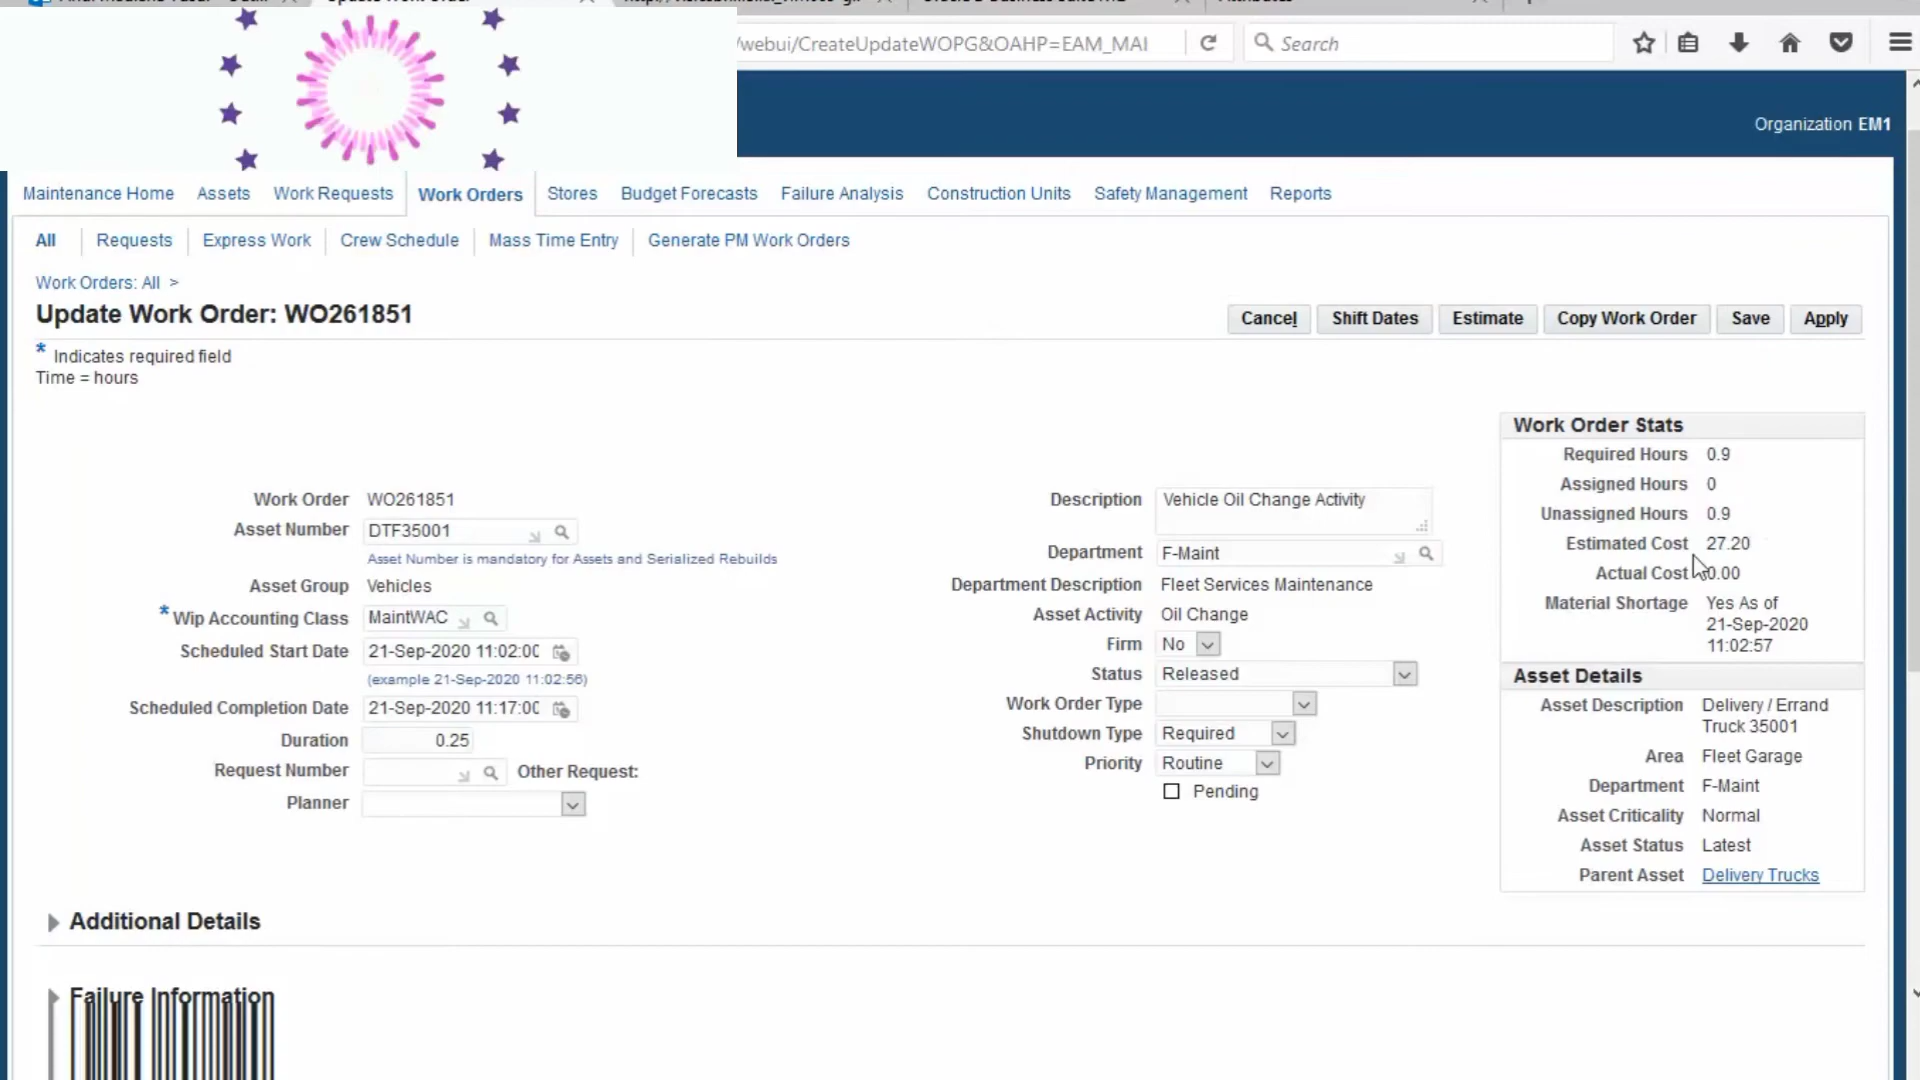 /webui/CreateUpdateWOPG&OAHP=EAM_MAI
Search
Organization EM1
Maintenance Home Assets Work Requests Work Orders Stores Budget Forecasts Failure Analysis Construction Units Safety Management Reports
All Requests Express Work Crew Schedule Mass Time Entry Generate PM Work Orders
Work Orders: All >
Update Work Order: WO261851
Cancel Shift Dates Estimate Copy Work Order Save Apply
* Indicates required field
Time = hours
Work Order WO261851
Asset Number DTF35001
Asset Number is mandatory for Assets and Serialized Rebuilds
Asset Group Vehicles
* Wip Accounting Class MaintWAC
Scheduled Start Date 21-Sep-2020 11:02:00
(example 21-Sep-2020 11:02:56)
Scheduled Completion Date 21-Sep-2020 11:17:00
Duration 0.25
Request Number Other Request:
Planner
Description Vehicle Oil Change Activity
Department F-Maint
Department Description Fleet Services Maintenance
Asset Activity Oil Change
Firm No
Status Released
Work Order Type
Shutdown Type Required
Priority Routine
Pending
Work Order Stats
Required Hours 0.9
Assigned Hours 0
Unassigned Hours 0.9
Estimated Cost 27.20
Actual Cost 0.00
Material Shortage Yes As of
21-Sep-2020
11:02:57
Asset Details
Asset Description Delivery / Errand
Truck 35001
Area Fleet Garage
Department F-Maint
Asset Criticality Normal
Asset Status Latest
Parent Asset Delivery Trucks
Additional Details
Failure Information